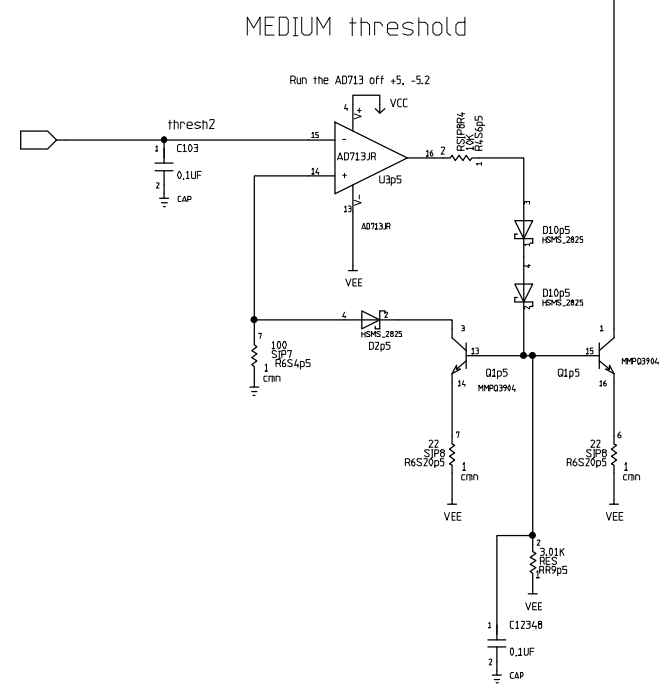 MEDIUM threshold
Run the AD713 off +5, -5.2
4
V+
VCC
thresh2
15
-
1
C103
0.1UF
2
CAP
AD713JR
14
+
U3p5
16
2
RSIP8R4
10K
R4S6p5
1
13
V-
AD713JR
VEE
3
D10p5
HSMS_2825
1
4
D10p5
HSMS_2825
2
4
2
HSMS_2825
D2p5
7
100
SIP7
R6S4p5
1
cmn
3
13
Q1p5
MMPQ3904
14
1
15
Q1p5
MMPQ3904
16
7
22
SIP8
R6S20p5
1
cmn
VEE
6
22
SIP8
R6S20p5
1
cmn
VEE
2
3.01K
RES
RR9p5
1
VEE
1
C12348
0.1UF
2
CAP